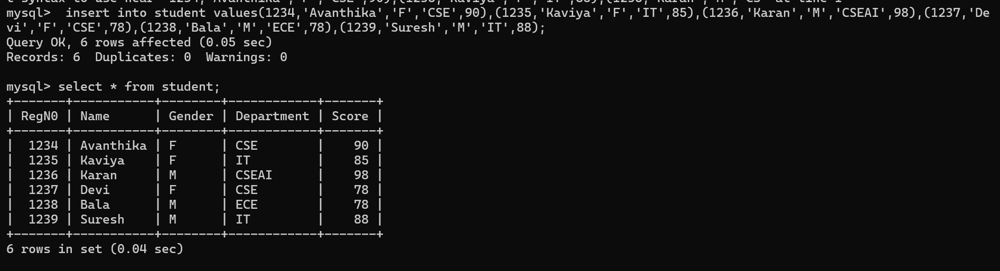 mysql>  insert into student values(1234,'Avanthika','F','CSE',90),(1235,'Kaviya','F','IT',85),(1236,'Karan','M','CSEAI',98),(1237,'De
vi','F','CSE',78),(1238,'Bala','M','ECE',78),(1239,'Suresh','M','IT',88);
Query OK, 6 rows affected (0.05 sec)
Records: 6  Duplicates: 0  Warnings: 0
mysql> select * from student;
+-------+-----------+--------+------------+-------+
| RegN0 | Name      | Gender | Department | Score |
+-------+-----------+--------+------------+-------+
|  1234 | Avanthika | F      | CSE        |    90 |
|  1235 | Kaviya    | F      | IT         |    85 |
|  1236 | Karan     | M      | CSEAI      |    98 |
|  1237 | Devi      | F      | CSE        |    78 |
|  1238 | Bala      | M      | ECE        |    78 |
|  1239 | Suresh    | M      | IT         |    88 |
+-------+-----------+--------+------------+-------+
6 rows in set (0.04 sec)